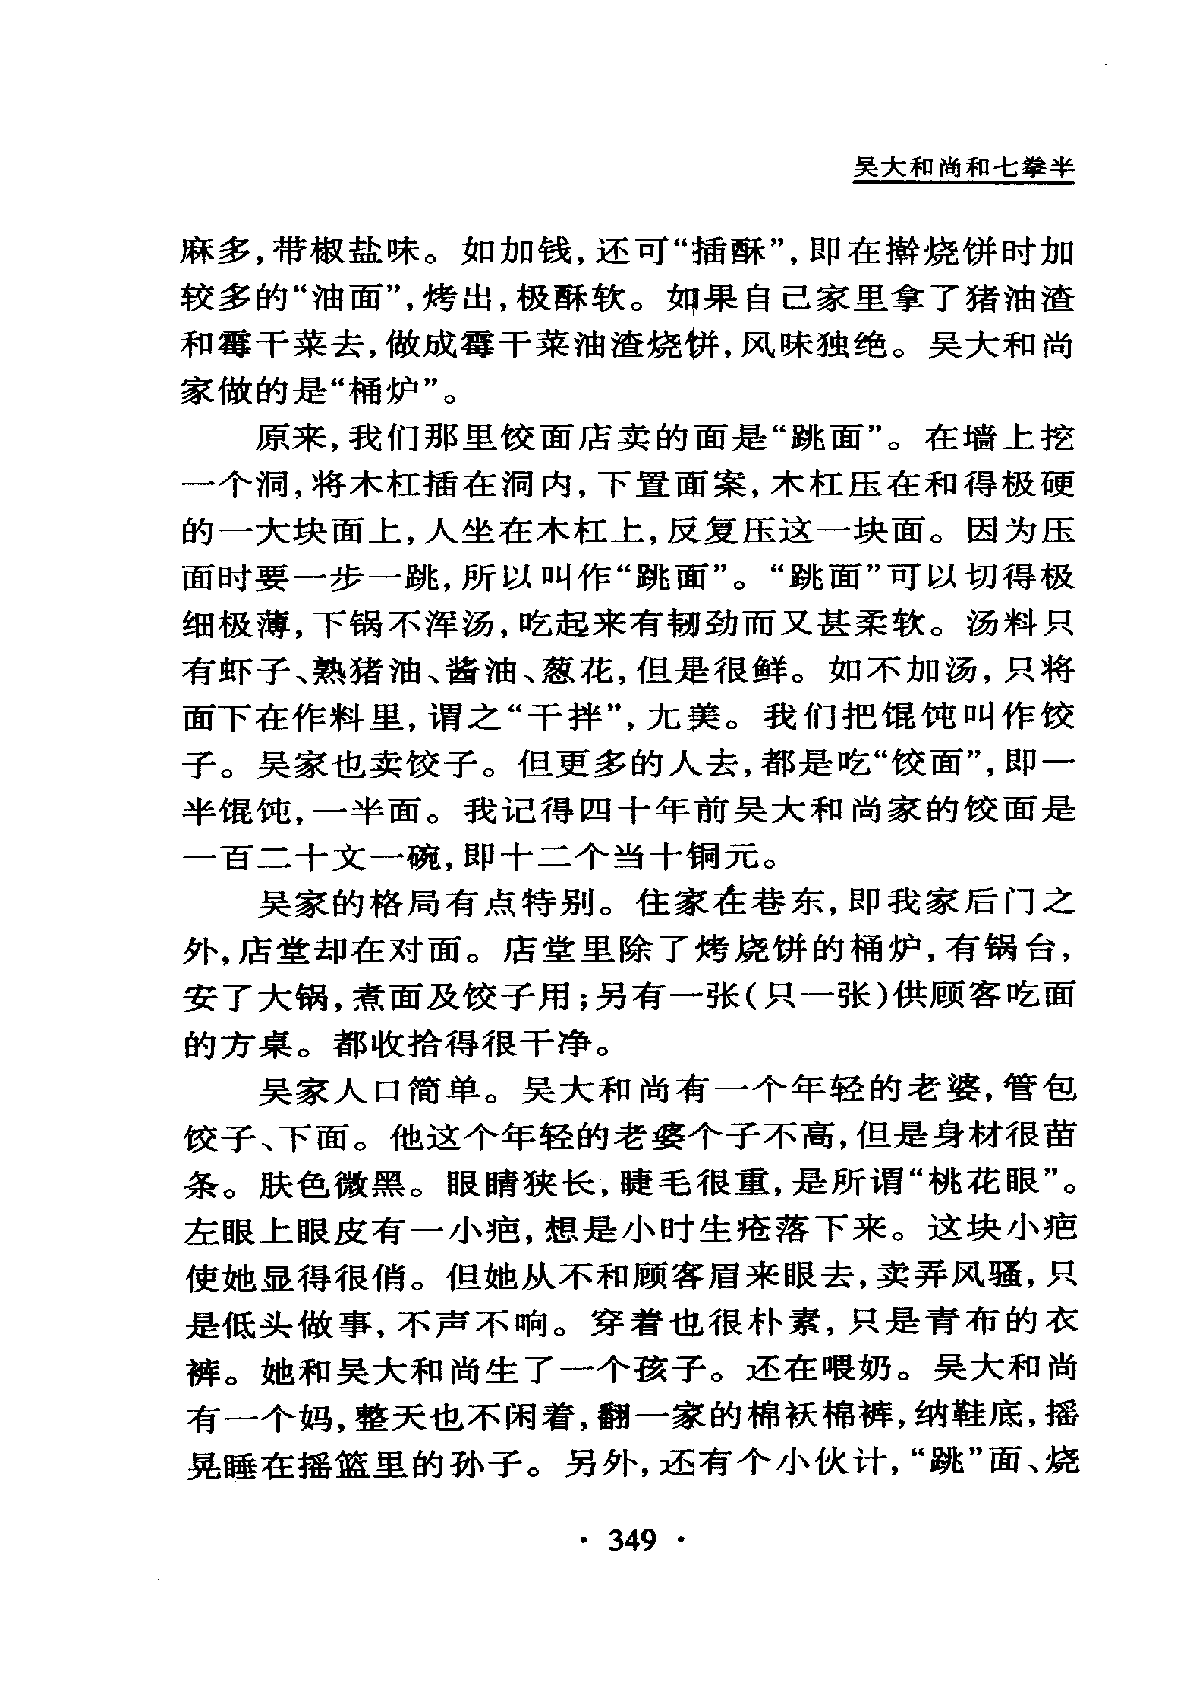 吴大和尚和七拳半
麻多,带椒盐味。如加钱,还可“插酥”,即在擀烧饼时加
较多的“油面”,烤出,极酥软。如果自己家里拿了猪油渣
和霉干菜去,做成霉干菜油渣烧饼,风味独绝。吴大和尚
家做的是“桶炉”。
原来,我们那里饺面店卖的面是“跳面”。在墙上挖
一个洞,将木杠插在洞内,下置面案,木杠压在和得极硬
的一大块面上,人坐在木杠上,反复压这一块面。因为压
面时要一步一跳,所以叫作“跳面”。“跳面”可以切得极
细极薄,下锅不浑汤,吃起来有韧劲而又甚柔软。汤料只
有虾子、熟猪油、酱油、葱花,但是很鲜。如不加汤,只将
面下在作料里,谓之“干拌”,尤美。我们把馄饨叫作饺
子。吴家也卖饺子。但更多的人去,都是吃“饺面”,即一
半馄饨,一半面。我记得四十年前吴大和尚家的饺面是
一百二十文一碗,即十二个当十铜元。
吴家的格局有点特别。住家在巷东,即我家后门之
外,店堂却在对面。店堂里除了烤烧饼的桶炉,有锅台,
安了大锅,煮面及饺子用;另有一张(只一张)供顾客吃面
的方桌。都收拾得很干净。
吴家人口简单。吴大和尚有一个年轻的老婆,管包
饺子、下面。他这个年轻的老婆个子不高,但是身材很苗
条。肤色微黑。眼睛狭长,睫毛很重,是所谓“桃花眼”。
左眼上眼皮有一小疤,想是小时生疮落下来。这块小疤
使她显得很俏。但她从不和顾客眉来眼去,卖弄风骚,只
是低头做事,不声不响。穿着也很朴素,只是青布的衣
裤。她和吴大和尚生了一个孩子。还在喂奶。吴大和尚
有一个妈,整天也不闲着,翻一家的棉袄棉裤,纳鞋底,摇
晃睡在摇篮里的孙子。另外,还有个小伙计,“跳”面、烧
· 349 ·